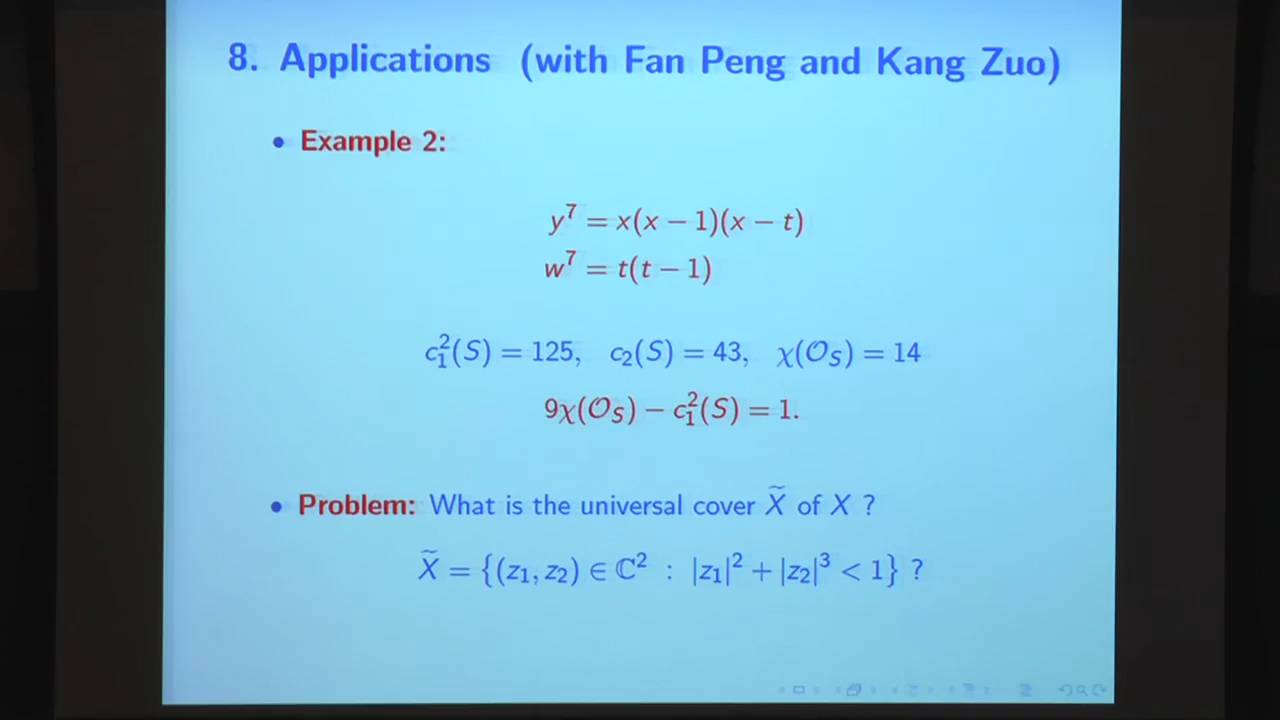 8. Applications (with Fan Peng and Kang Zuo)
• Example 2:
y⁷ = x(x − 1)(x − t)
w⁷ = t(t − 1)
c₁²(S) = 125, c₂(S) = 43, χ(𝒪_S) = 14
9χ(𝒪_S) − c₁²(S) = 1.
• Problem: What is the universal cover X̃ of X ?
X̃ = {(z₁, z₂) ∈ ℂ² : |z₁|² + |z₂|³ < 1} ?